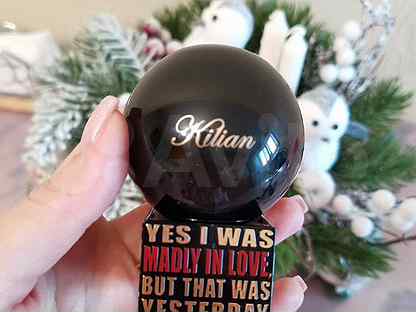 Kilian
YES I WAS
MADLY IN LOVE,
BUT THAT WAS
YESTERDAY